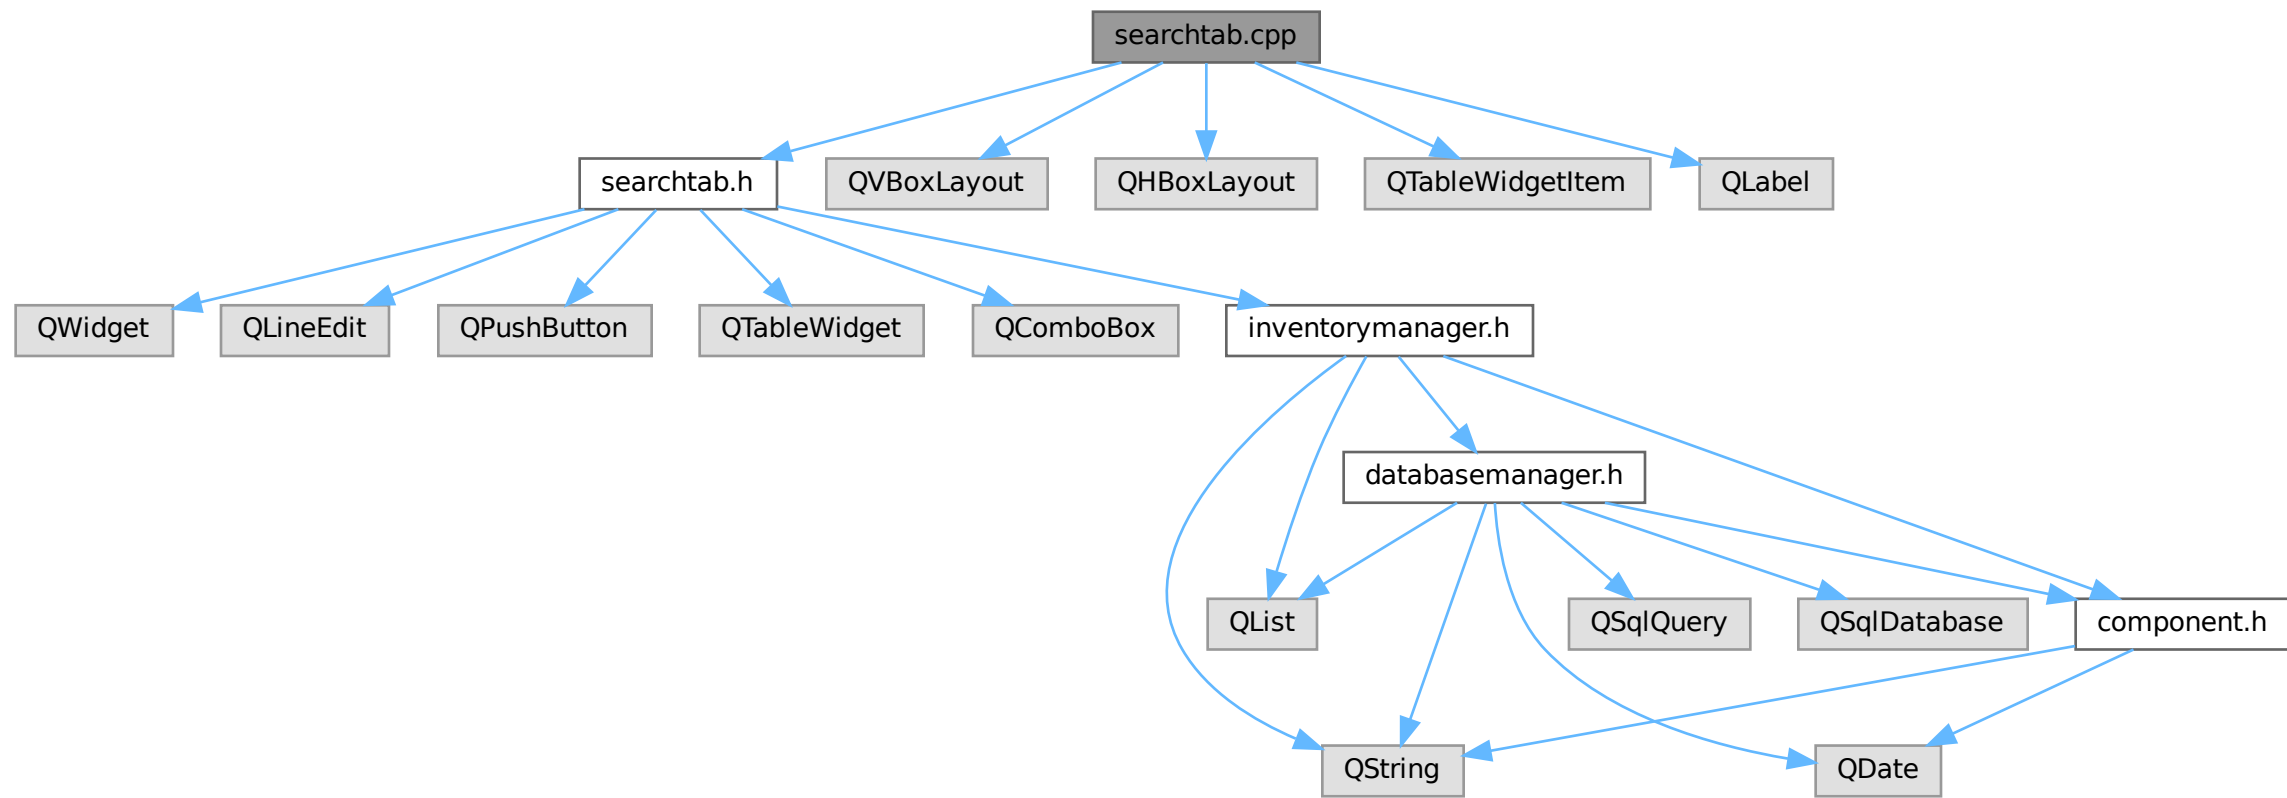 searchtab.cpp
searchtab.h
QVBoxLayout
QHBoxLayout
QTableWidgetItem
QLabel
QWidget
QLineEdit
QPushButton
QTableWidget
QComboBox
inventorymanager.h
databasemanager.h
QList
QSqlQuery
QSqlDatabase
component.h
QString
QDate